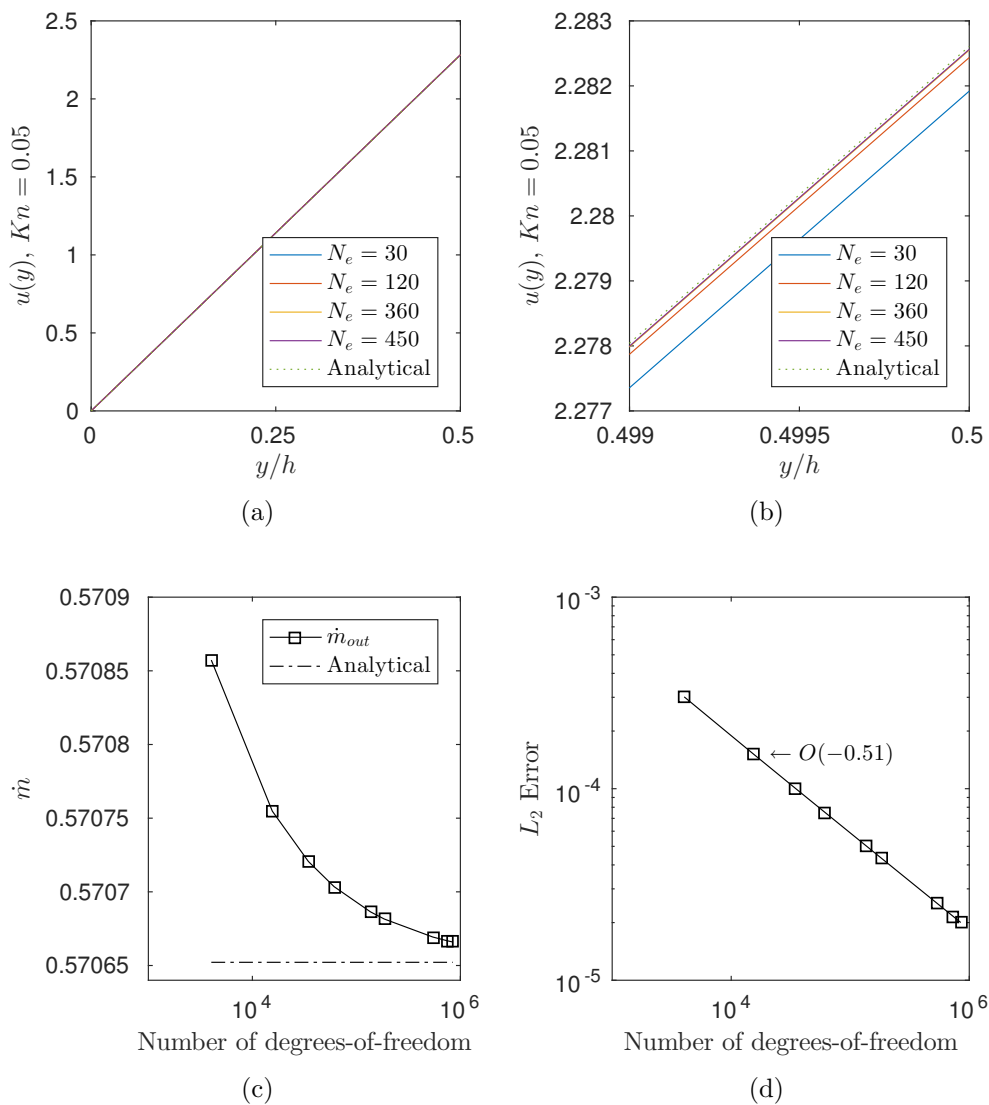 2.5
2
1.5
1
0.5
0
u(y), Kn = 0.05
N_e = 30
N_e = 120
N_e = 360
N_e = 450
Analytical
0
0.25
0.5
y/h
(a)
2.283
2.282
2.281
2.28
2.279
2.278
2.277
u(y), Kn = 0.05
N_e = 30
N_e = 120
N_e = 360
N_e = 450
Analytical
0.499
0.4995
0.5
y/h
(b)
0.5709
0.57085
0.5708
0.57075
0.5707
0.57065
ṁ
ṁ_{out}
Analytical
10^4
10^6
Number of degrees-of-freedom
(c)
10^{-3}
10^{-4}
10^{-5}
L_2 Error
← O(−0.51)
10^4
10^6
Number of degrees-of-freedom
(d)